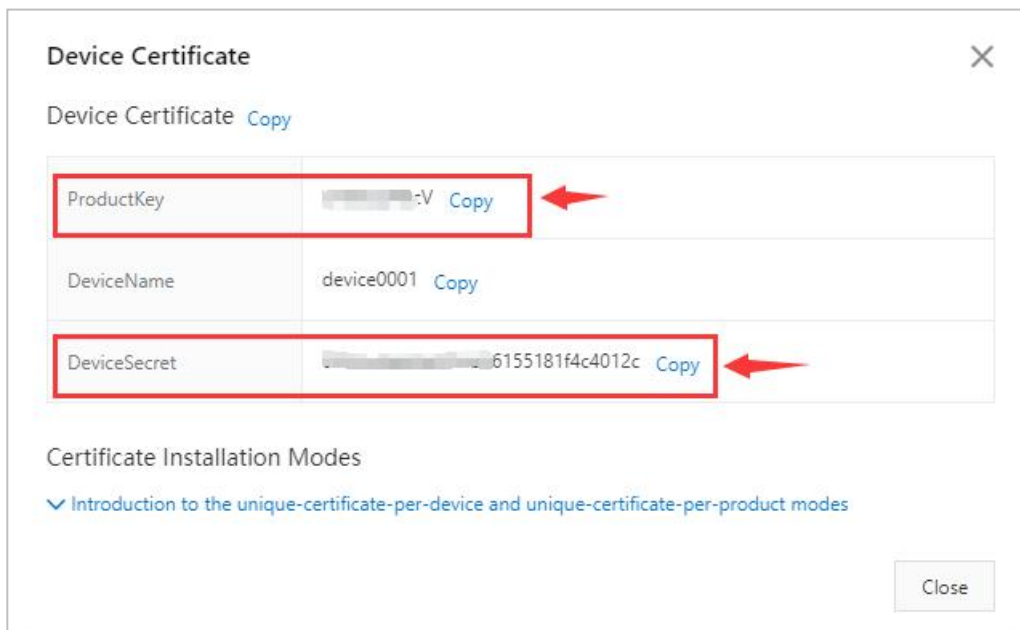 Device Certificate
Device Certificate Copy
ProductKey Copy
DeviceName device0001 Copy
DeviceSecret 6155181f4c4012c Copy
Certificate Installation Modes
Introduction to the unique-certificate-per-device and unique-certificate-per-product modes
Close